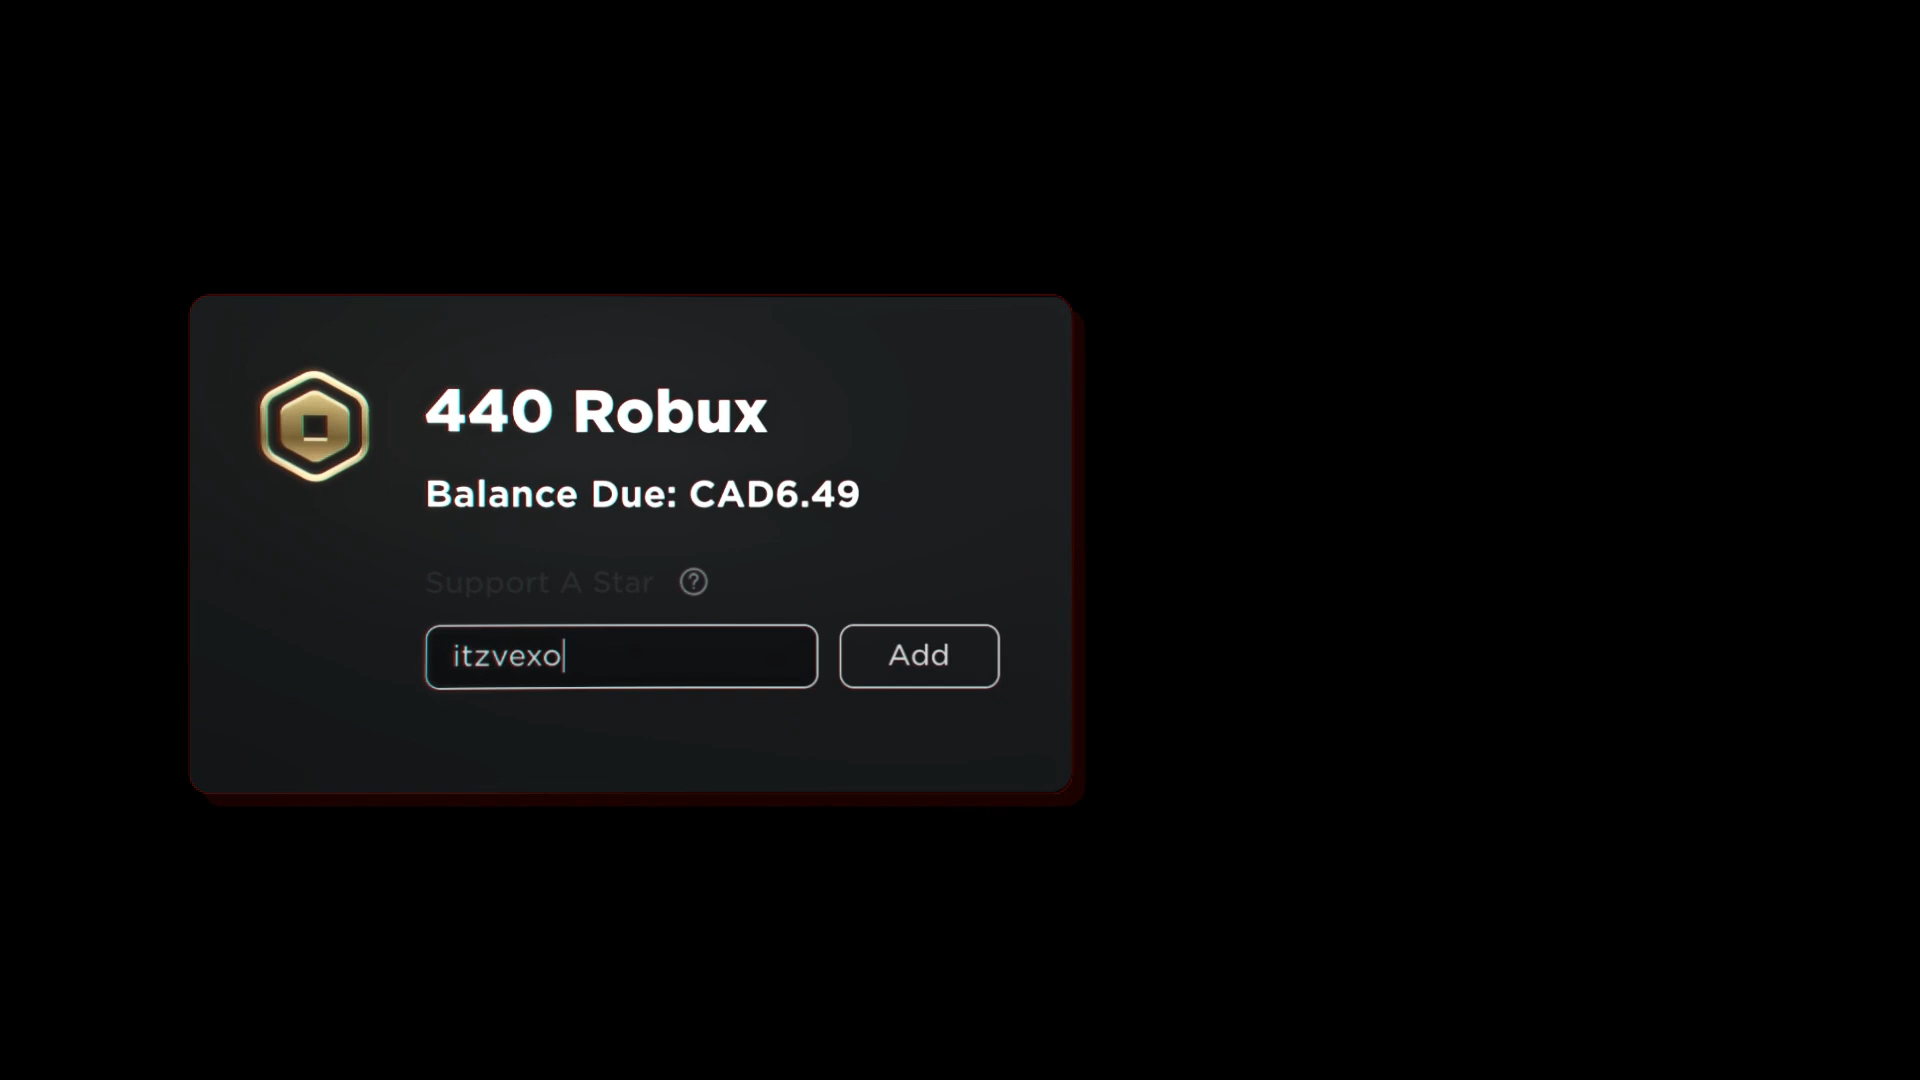 440 Robux
Balance Due: CAD6.49
Support A Star ?
itzvexo
Add